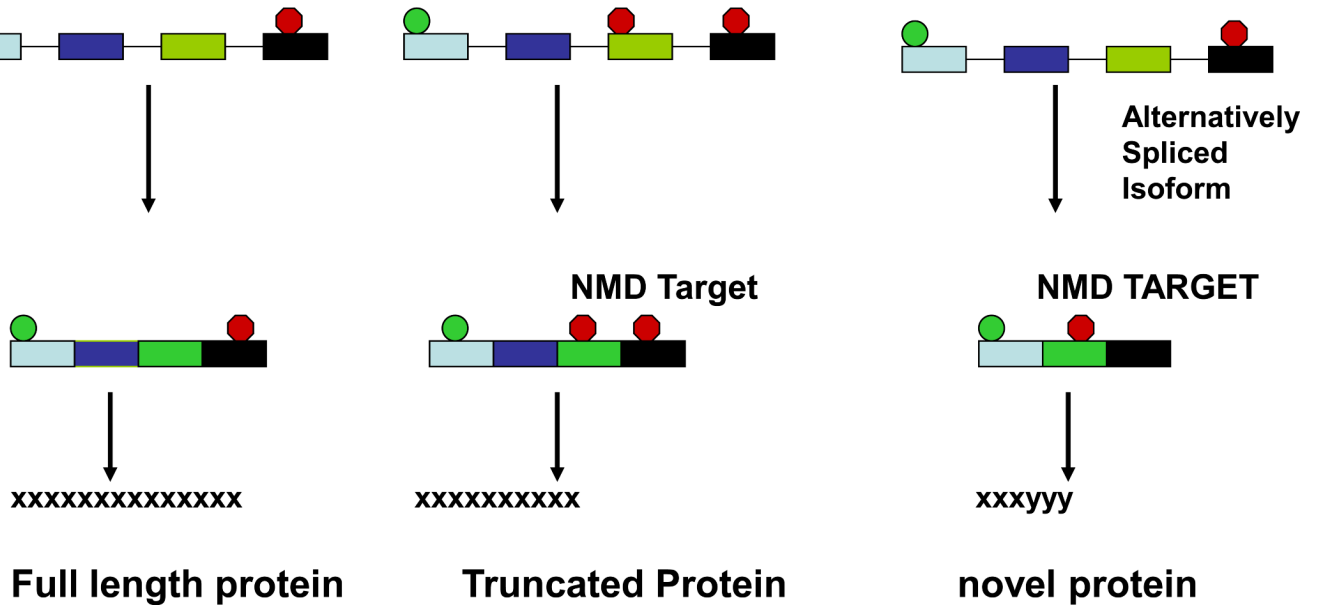 Alternatively
Spliced
Isoform
NMD Target
NMD TARGET
xxxxxxxxxxxxxx
xxxxxxxxxx
xxxyyy
Full length protein
Truncated Protein
novel protein